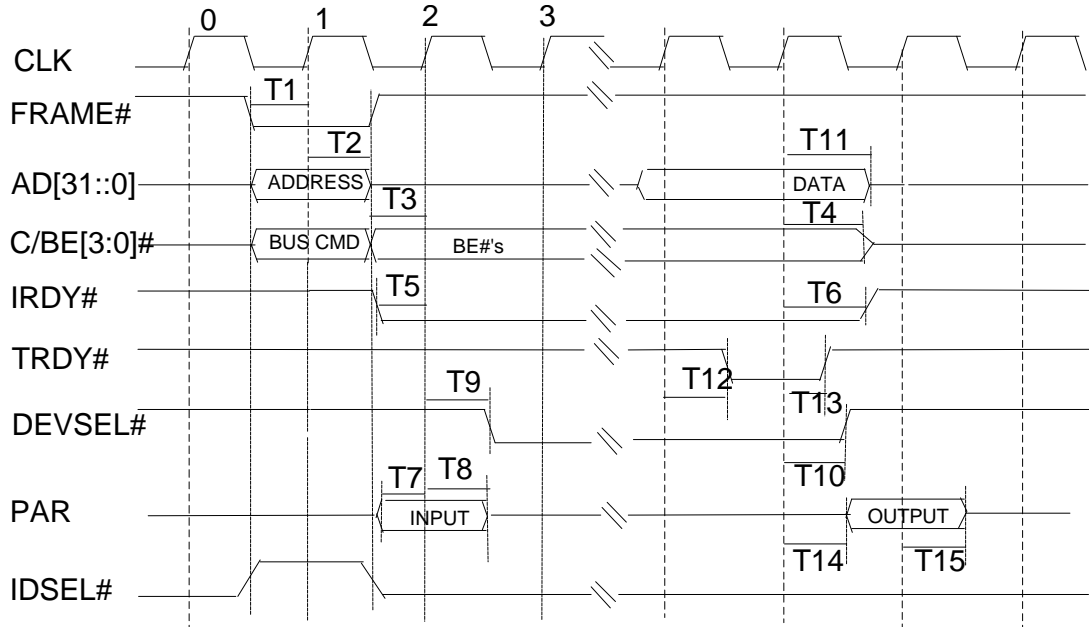 0 1 2 3
CLK
T1
FRAME#
T2 T11
AD[31::0] ADDRESS DATA
T3 T4
C/BE[3:0]# BUS CMD BE#'s
IRDY# T5 T6
TRDY#
T9 T12 T13
DEVSEL#
T7 T8 T10
PAR INPUT OUTPUT
T14 T15
IDSEL#